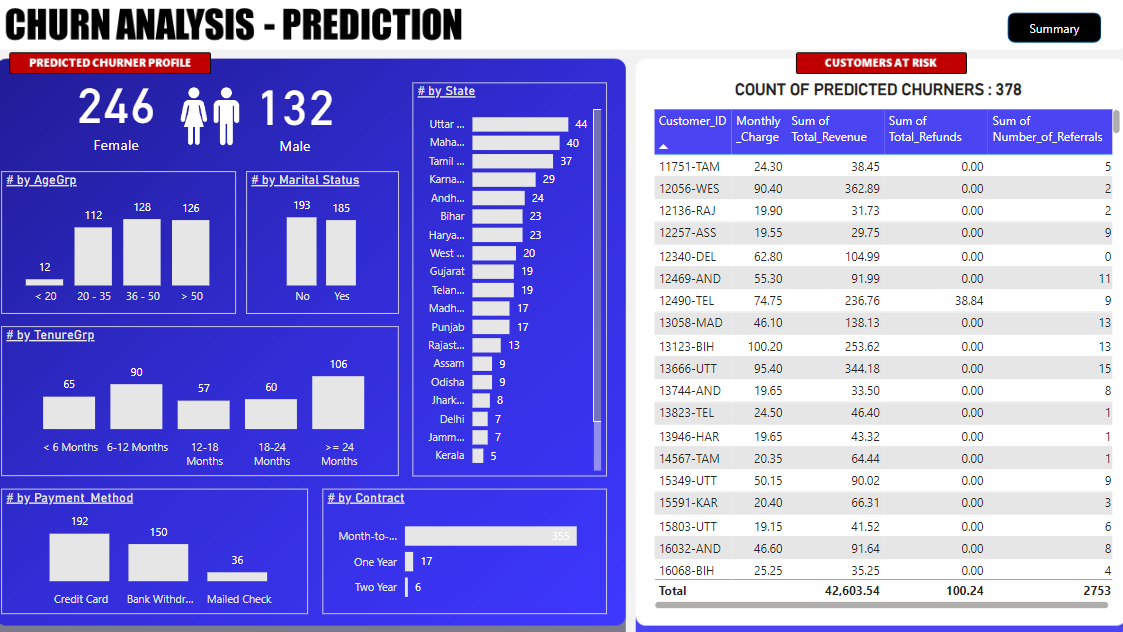 CHURN ANALYSIS - PREDICTION
Summary
PREDICTED CHURNER PROFILE
246
Female
132
Male
# by AgeGrp
12
112
128
126
< 20
20 - 35
36 - 50
> 50
# by Marital Status
193
185
No
Yes
# by TenureGrp
65
90
57
60
106
< 6 Months
6-12 Months
12-18
Months
18-24
Months
>= 24
Months
# by Payment_Method
192
150
36
Credit Card
Bank Withdr...
Mailed Check
# by State
Uttar ... 44
Maha... 40
Tamil ... 37
Karna... 29
Andh... 24
Bihar 23
Harya... 23
West ... 20
Gujarat 19
Telan... 19
Madh... 17
Punjab 17
Rajast... 13
Assam 9
Odisha 9
Jhark... 8
Delhi 7
Jamm... 7
Kerala 5
# by Contract
Month-to-... 355
One Year 17
Two Year 6
CUSTOMERS AT RISK
COUNT OF PREDICTED CHURNERS : 378
Customer_ID Monthly Sum of Sum of Sum of
_Charge Total_Revenue Total_Refunds Number_of_Referrals
11751-TAM 24.30 38.45 0.00 5
12056-WES 90.40 362.89 0.00 2
12136-RAJ 19.90 31.73 0.00 2
12257-ASS 19.55 29.75 0.00 9
12340-DEL 62.80 104.99 0.00 0
12469-AND 55.30 91.99 0.00 11
12490-TEL 74.75 236.76 38.84 9
13058-MAD 46.10 138.13 0.00 13
13123-BIH 100.20 253.62 0.00 13
13666-UTT 95.40 344.18 0.00 15
13744-AND 19.65 33.50 0.00 8
13823-TEL 24.50 46.40 0.00 1
13946-HAR 19.65 43.32 0.00 1
14567-TAM 20.35 64.44 0.00 1
15349-UTT 50.15 90.02 0.00 9
15591-KAR 20.40 66.31 0.00 3
15803-UTT 19.15 41.52 0.00 6
16032-AND 46.60 91.64 0.00 8
16068-BIH 25.25 35.25 0.00 4
Total 42,603.54 100.24 2753